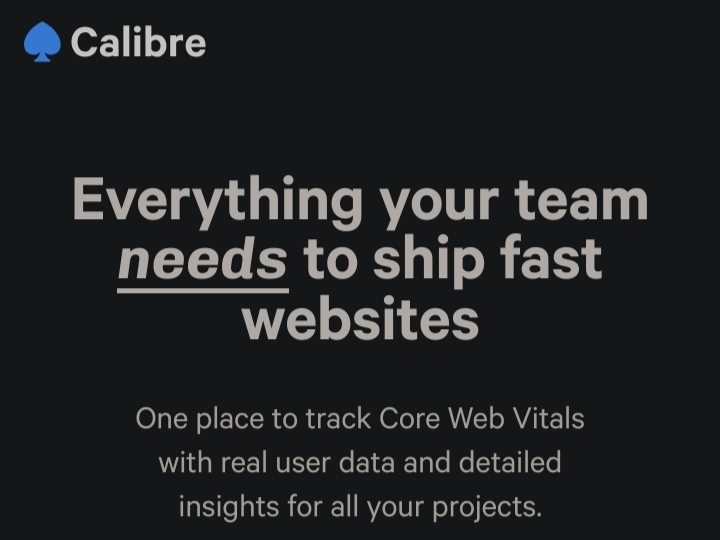 Calibre
Everything your team
needs to ship fast
websites
One place to track Core Web Vitals
with real user data and detailed
insights for all your projects.